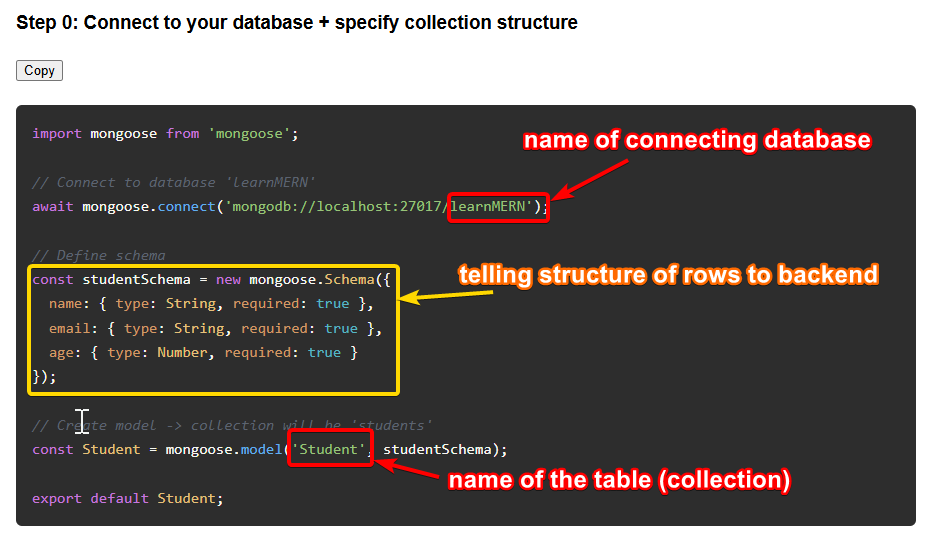 Step 0: Connect to your database + specify collection structure
Copy
import mongoose from 'mongoose';
name of connecting database
// Connect to database 'learnMERN'
await mongoose.connect('mongodb://localhost:27017/learnMERN');
// Define schema
const studentSchema = new mongoose.Schema({
telling structure of rows to backend
name: { type: String, required: true },
email: { type: String, required: true },
age: { type: Number, required: true }
});
// Create model -> collection will be 'students'
const Student = mongoose.model('Student', studentSchema);
name of the table (collection)
export default Student;